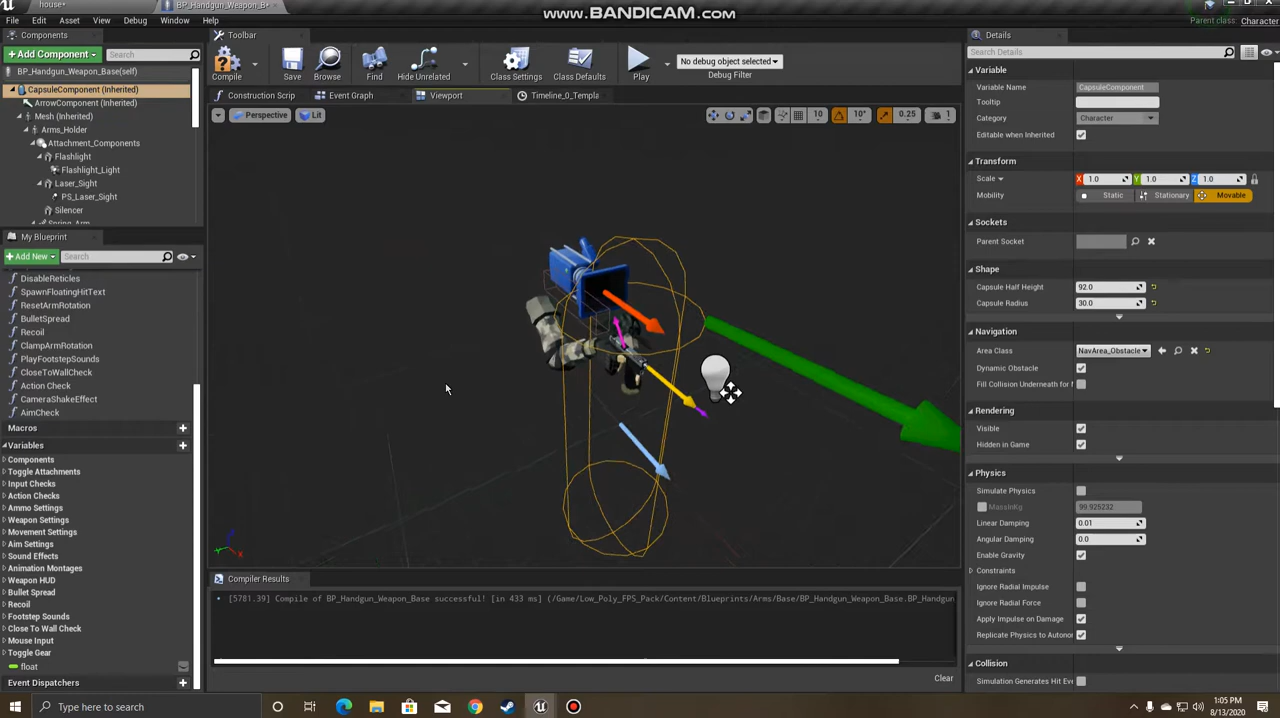 house*
BP_Handgun_Weapon_B*
www.BANDICAM.com
File Edit Asset View Debug Window Help
Parent class: Character
Components
Toolbar
Details
Add Component
Search
Compile
Save
Browse
Find
Hide Unrelated
Class Settings
Class Defaults
Play
No debug object selected
Debug Filter
Search Details
BP_Handgun_Weapon_Base(self)
CapsuleComponent (Inherited)
ArrowComponent (Inherited)
Mesh (Inherited)
Arms_Holder
Attachment_Components
Flashlight
Flashlight_Light
Laser_Sight
PS_Laser_Sight
Silencer
Spring_Arm
Construction Scrip
Event Graph
Viewport
Timeline_0_Templa
Perspective
Lit
10
10°
0.25
1
My Blueprint
Add New
Search
DisableReticles
SpawnFloatingHitText
ResetArmRotation
BulletSpread
Recoil
ClampArmRotation
PlayFootstepSounds
CloseToWallCheck
Action Check
CameraShakeEffect
AimCheck
Macros
Variables
Components
Toggle Attachments
Input Checks
Action Checks
Ammo Settings
Weapon Settings
Movement Settings
Aim Settings
Sound Effects
Animation Montages
Weapon HUD
Bullet Spread
Recoil
Footstep Sounds
Close To Wall Check
Mouse Input
Toggle Gear
float
Event Dispatchers
Compiler Results
[5781.39] Compile of BP_Handgun_Weapon_Base successful! [in 433 ms] (/Game/Low_Poly_FPS_Pack/Content/Blueprints/Arms/Base/BP_Handgun_Weapon_Base.BP_Handgun
Clear
Variable
Variable Name CapsuleComponent
Tooltip
Category Character
Editable when Inherited
Transform
Scale X 1.0 Y 1.0 Z 1.0
Mobility Static Stationary Movable
Sockets
Parent Socket
Shape
Capsule Half Height 92.0
Capsule Radius 30.0
Navigation
Area Class NavArea_Obstacle
Dynamic Obstacle
Fill Collision Underneath for
Rendering
Visible
Hidden in Game
Physics
Simulate Physics
MassInKg 99.925232
Linear Damping 0.01
Angular Damping 0.0
Enable Gravity
Constraints
Ignore Radial Impulse
Ignore Radial Force
Apply Impulse on Damage
Replicate Physics to Autonon
Collision
Simulation Generates Hit Eve
Type here to search
1:05 PM
8/13/2020